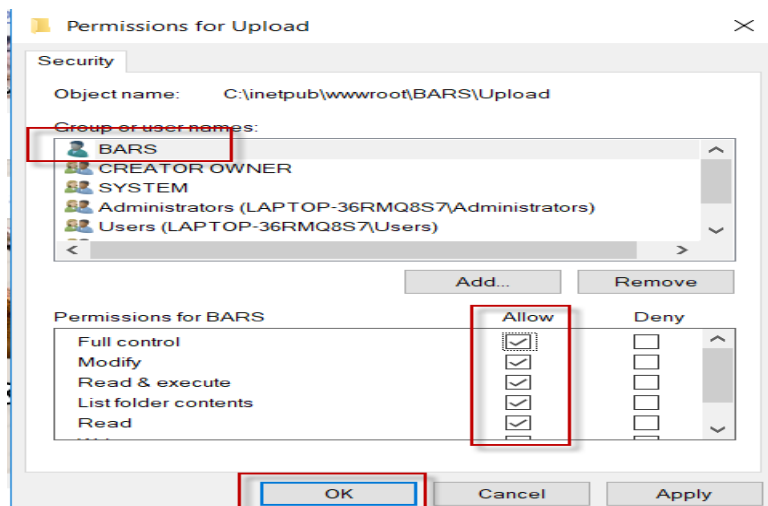 Permissions for Upload
Security
Object name: C:\inetpub\wwwroot\BARS\Upload
Group or user names:
BARS
CREATOR OWNER
SYSTEM
Administrators (LAPTOP-36RMQ8S7\Administrators)
Users (LAPTOP-36RMQ8S7\Users)
Add... Remove
Permissions for BARS Allow Deny
Full control
Modify
Read & execute
List folder contents
Read
OK Cancel Apply